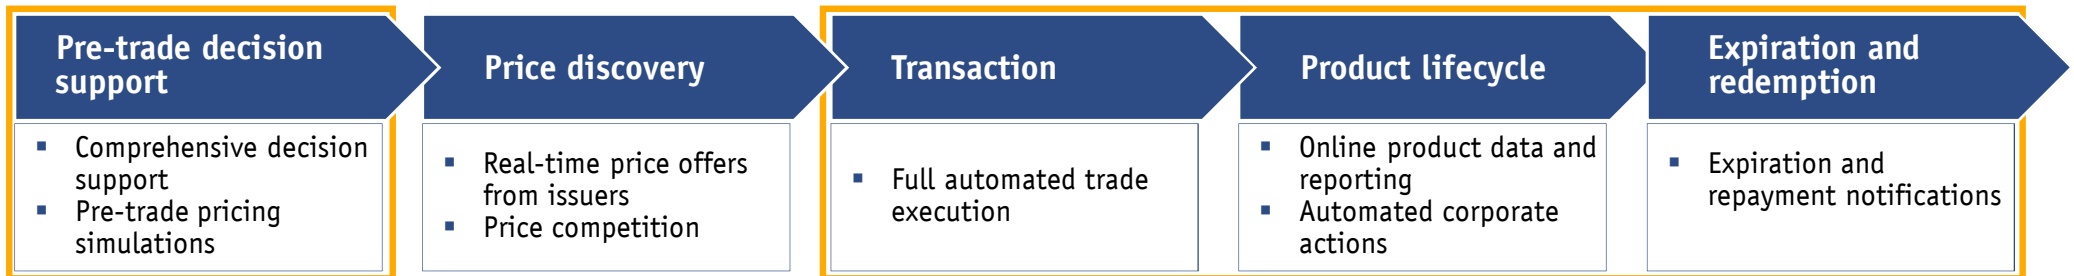 Pre-trade decision
support
Price discovery
Transaction
Product lifecycle
Expiration and
redemption
▪ Comprehensive decision
support
▪ Pre-trade pricing
simulations
▪ Real-time price offers
from issuers
▪ Price competition
▪ Full automated trade
execution
▪ Online product data and
reporting
▪ Automated corporate
actions
▪ Expiration and
repayment notifications